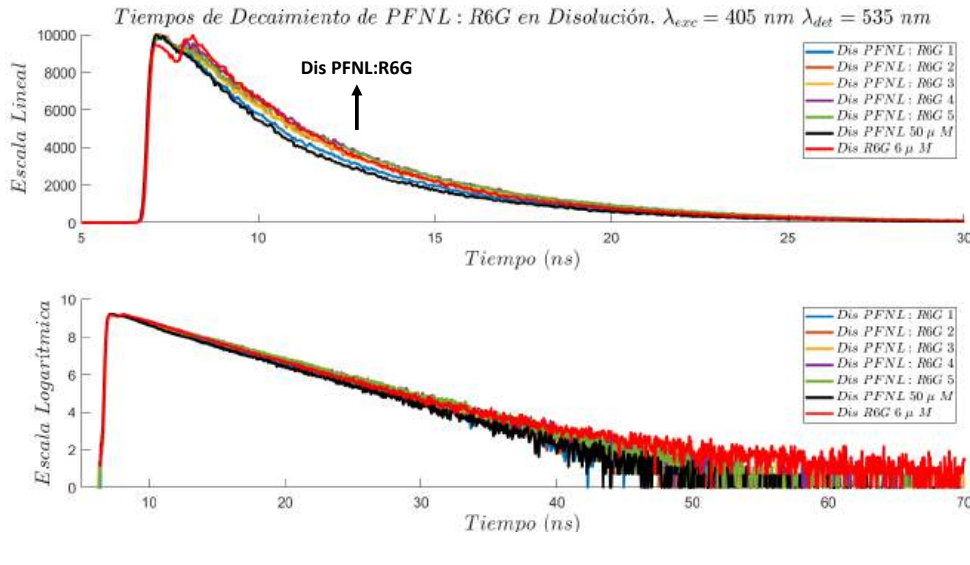 Tiempos de Decaimiento de PFNL : R6G en Disolución. λexc = 405 nm λdet = 535 nm
Escala Lineal
10000
8000
6000
4000
2000
0
Dis PFNL:R6G
Dis PFNL : R6G 1
Dis PFNL : R6G 2
Dis PFNL : R6G 3
Dis PFNL : R6G 4
Dis PFNL : R6G 5
Dis PFNL 50 μ M
Dis R6G 6 μ M
5 10 15 20 25 30
Tiempo (ns)
Escala Logarítmica
10
8
6
4
2
0
Dis PFNL : R6G 1
Dis PFNL : R6G 2
Dis PFNL : R6G 3
Dis PFNL : R6G 4
Dis PFNL : R6G 5
Dis PFNL 50 μ M
Dis R6G 6 μ M
10 20 30 40 50 60 70
Tiempo (ns)